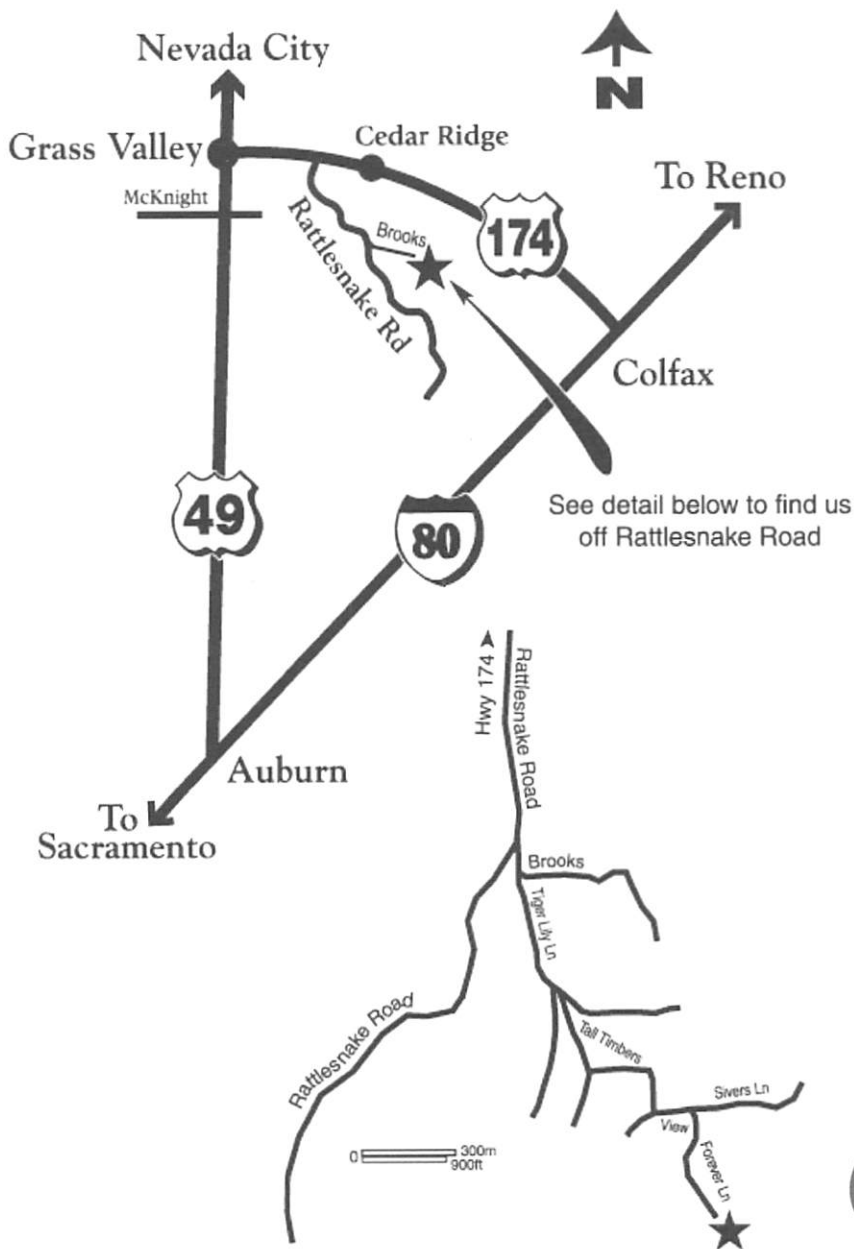 Nevada City
N
Grass Valley
Cedar Ridge
To Reno
McKnight
Brooks
174
Rattlesnake Rd
Colfax
49
80
See detail below to find us
off Rattlesnake Road
Auburn
To
Sacramento
Hwy 174
Rattlesnake Road
Brooks
Tiger Lily Ln
Rattlesnake Road
Tall Timbers
Sivers Ln
View
Forever Ln
0
300m
900ft